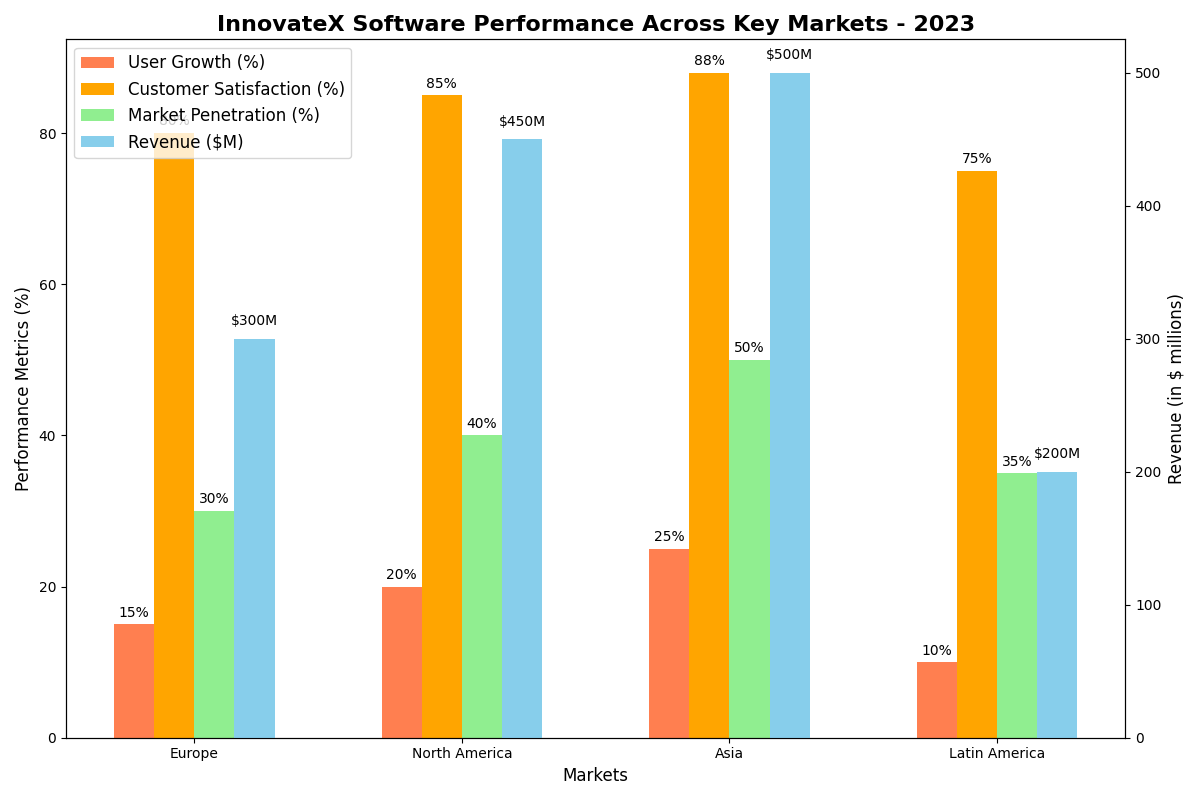 InnovateX Software Performance Across Key Markets - 2023
User Growth (%)
Customer Satisfaction (%)
Market Penetration (%)
Revenue ($M)
Performance Metrics (%)
80
60
40
20
0
Revenue (in $ millions)
500
400
300
200
100
0
15%
80%
30%
$300M
20%
85%
40%
$450M
25%
88%
50%
$500M
10%
75%
35%
$200M
Europe
North America
Asia
Latin America
Markets